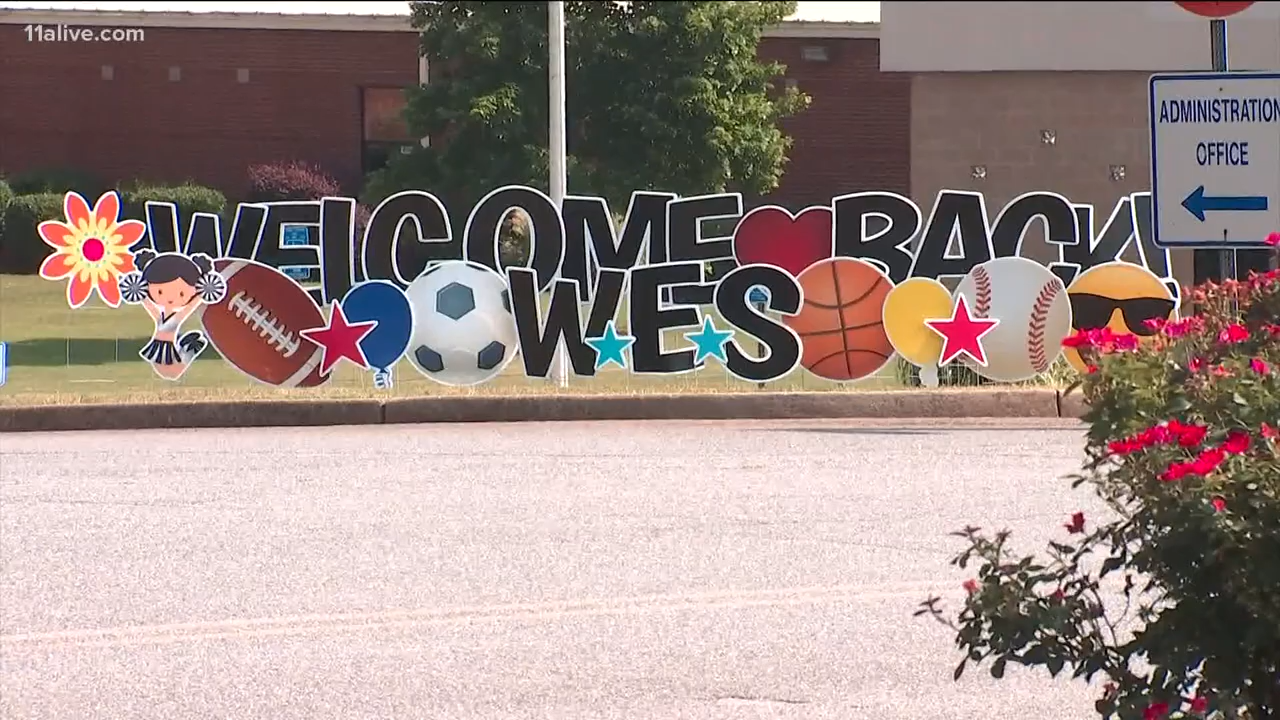 11alive.com
ADMINISTRATION
OFFICE
WELCOME BACK
WES